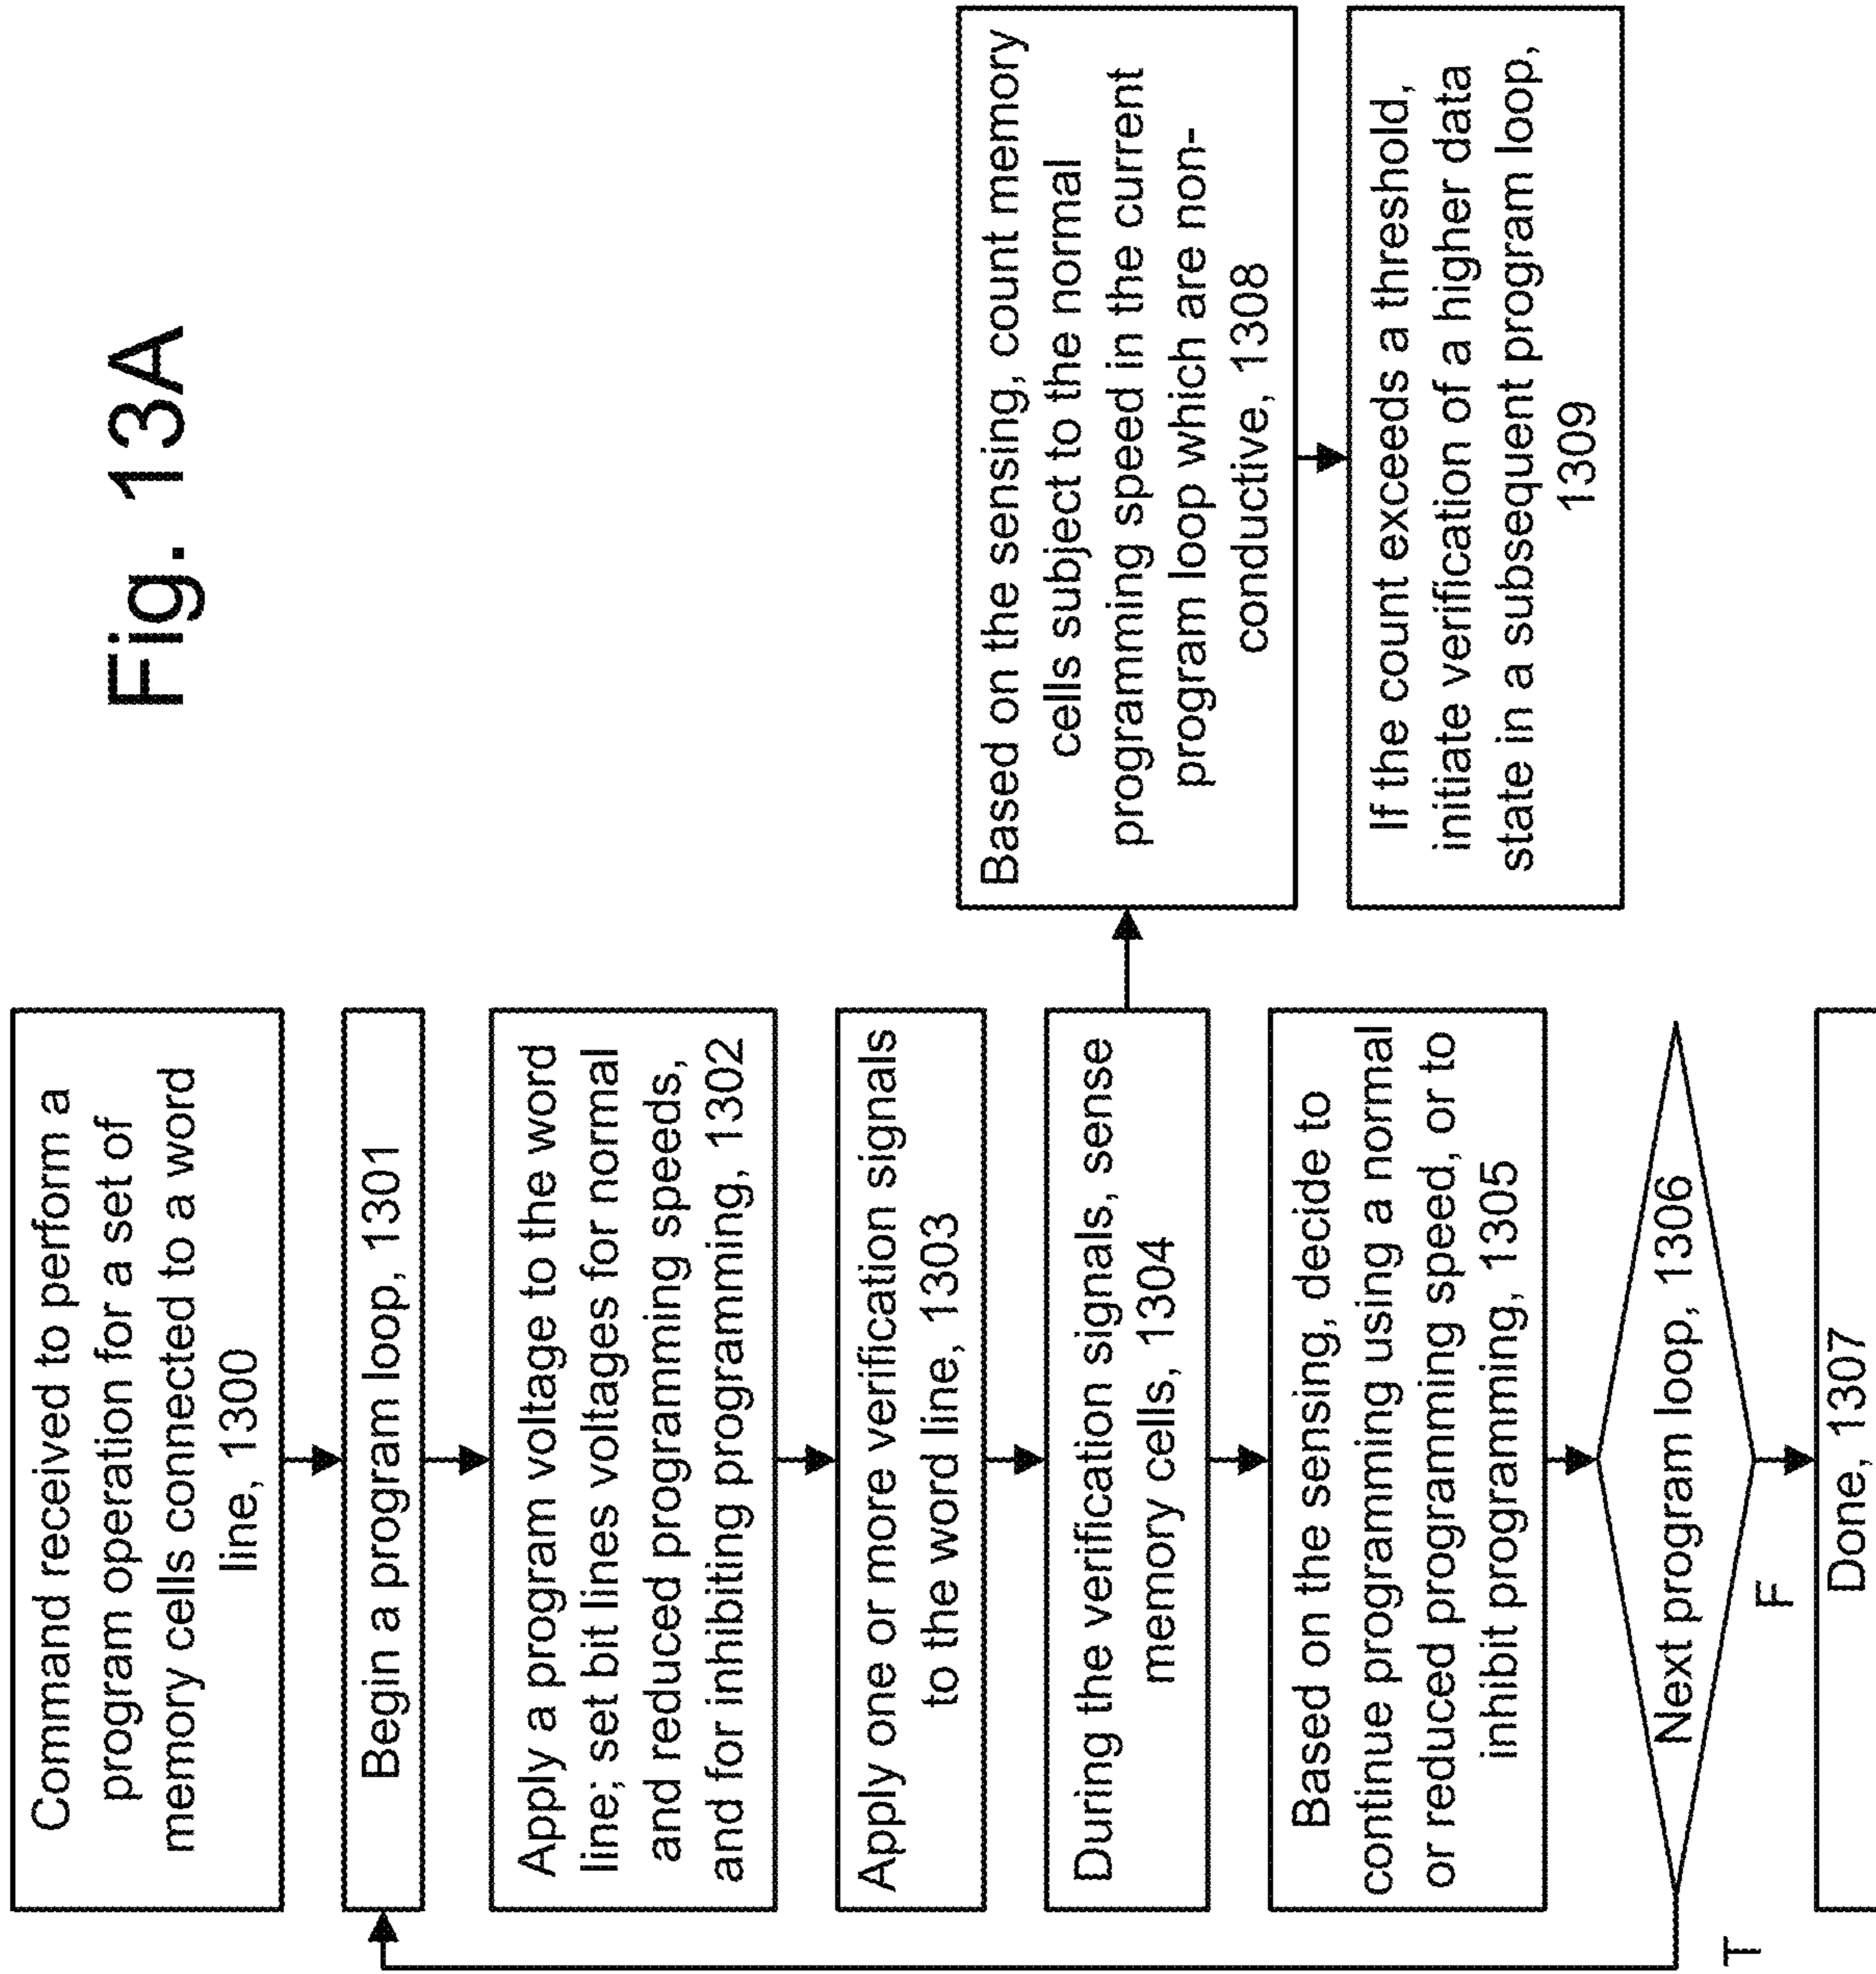 Fig. 13A
Command received to perform a
program operation for a set of
memory cells connected to a word
line, 1300
Begin a program loop, 1301
Apply a program voltage to the word
line; set bit lines voltages for normal
and reduced programming speeds,
and for inhibiting programming, 1302
Apply one or more verification signals
to the word line, 1303
During the verification signals, sense
memory cells, 1304
Based on the sensing, decide to
continue programming using a normal
or reduced programming speed, or to
inhibit programming, 1305
Next program loop, 1306
T
F
Done, 1307
Based on the sensing, count memory
cells subject to the normal
programming speed in the current
program loop which are non-
conductive, 1308
If the count exceeds a threshold,
initiate verification of a higher data
state in a subsequent program loop,
1309